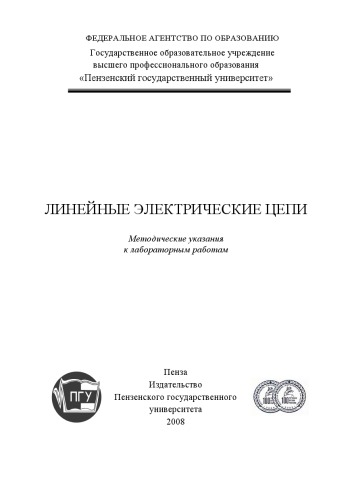 ФЕДЕРАЛЬНОЕ АГЕНТСТВО ПО ОБРАЗОВАНИЮ
Государственное образовательное учреждение
высшего профессионального образования
«Пензенский государственный университет»
ЛИНЕЙНЫЕ ЭЛЕКТРИЧЕСКИЕ ЦЕПИ
Методические указания
к лабораторным работам
Пенза
Издательство
Пензенского государственного
университета
2008
ПГУ